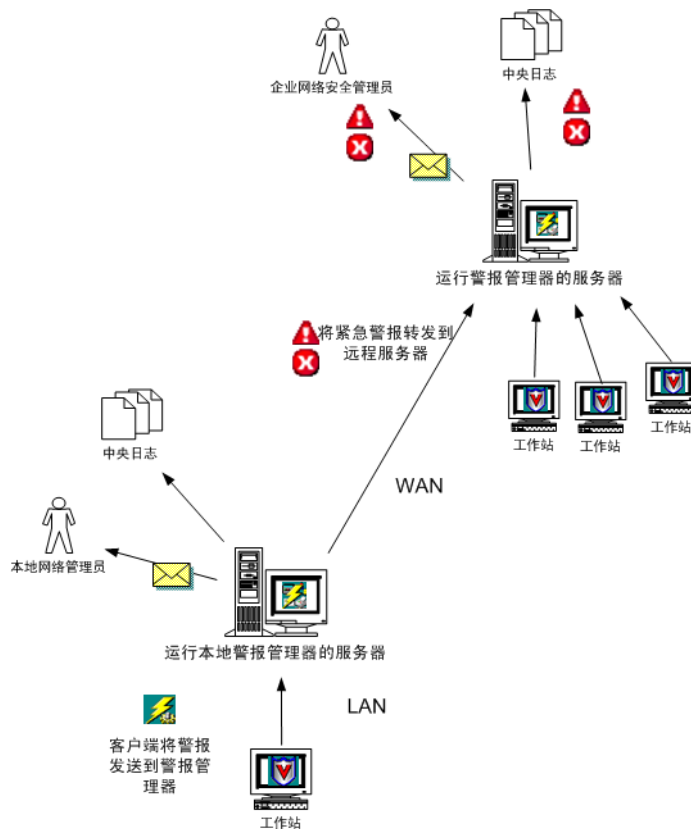 企业网络安全管理员
中央日志
运行警报管理器的服务器
将紧急警报转发到
远程服务器
工作站
工作站
工作站
中央日志
WAN
本地网络管理员
运行本地警报管理器的服务器
LAN
客户端将警报
发送到警报管
理器
工作站